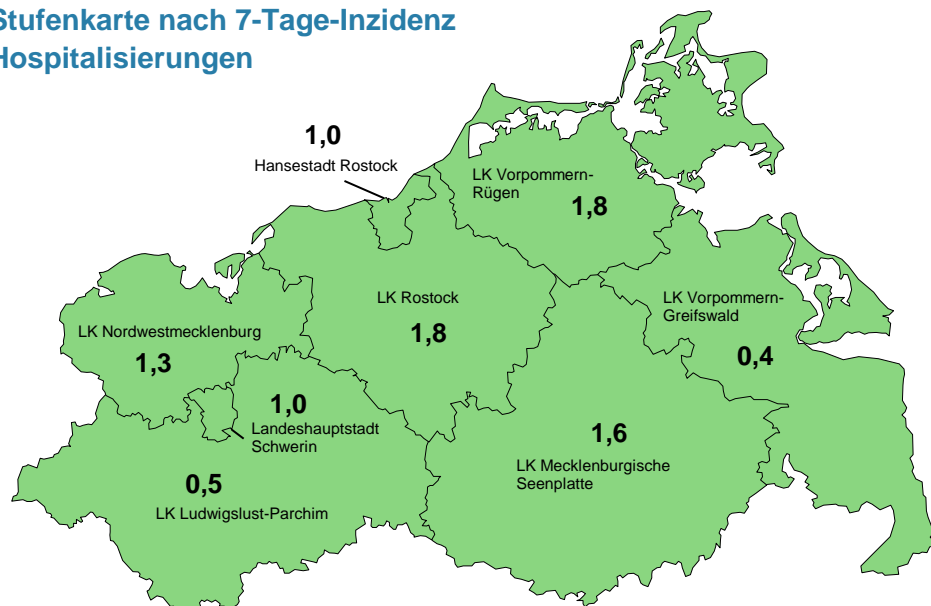 Stufenkarte nach 7-Tage-Inzidenz
Hospitalisierungen
1,0
Hansestadt Rostock
LK Vorpommern-
Rügen
1,8
LK Rostock
1,8
LK Vorpommern-
Greifswald
0,4
LK Nordwestmecklenburg
1,3
1,0
Landeshauptstadt
Schwerin
1,6
LK Mecklenburgische
Seenplatte
0,5
LK Ludwigslust-Parchim